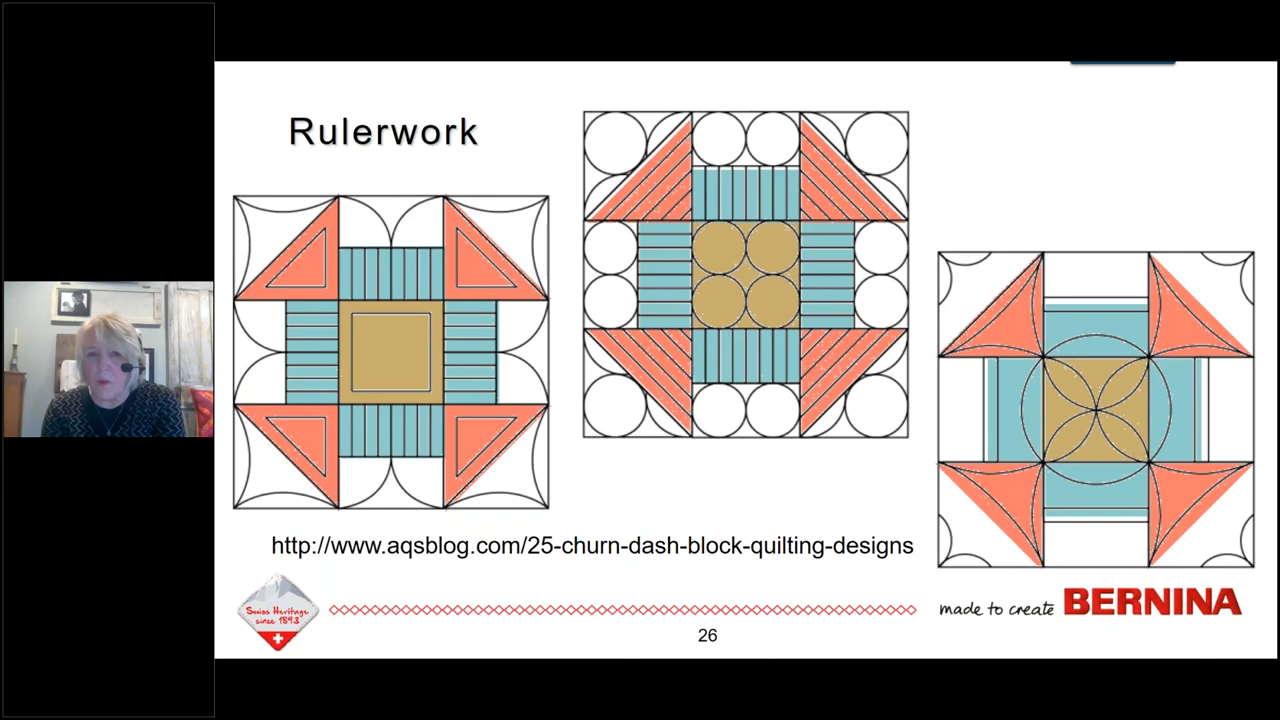 Rulerwork
http://www.aqsblog.com/25-churn-dash-block-quilting-designs
Swiss Heritage
since 1893
made to create BERNINA
26